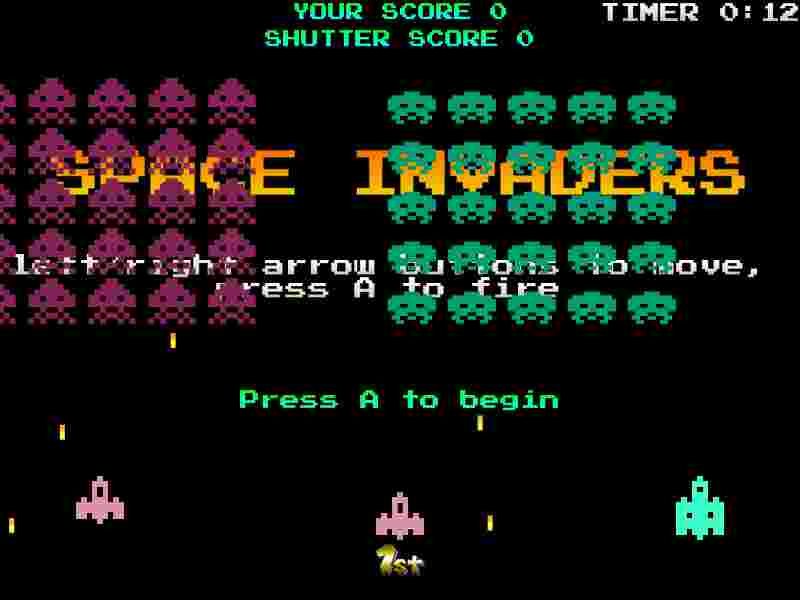 YOUR SCORE 0
TIMER 0:12
SHUTTER SCORE 0
SPACE INVADERS
left/right arrow buttons to move,
press A to fire
Press A to begin
1st